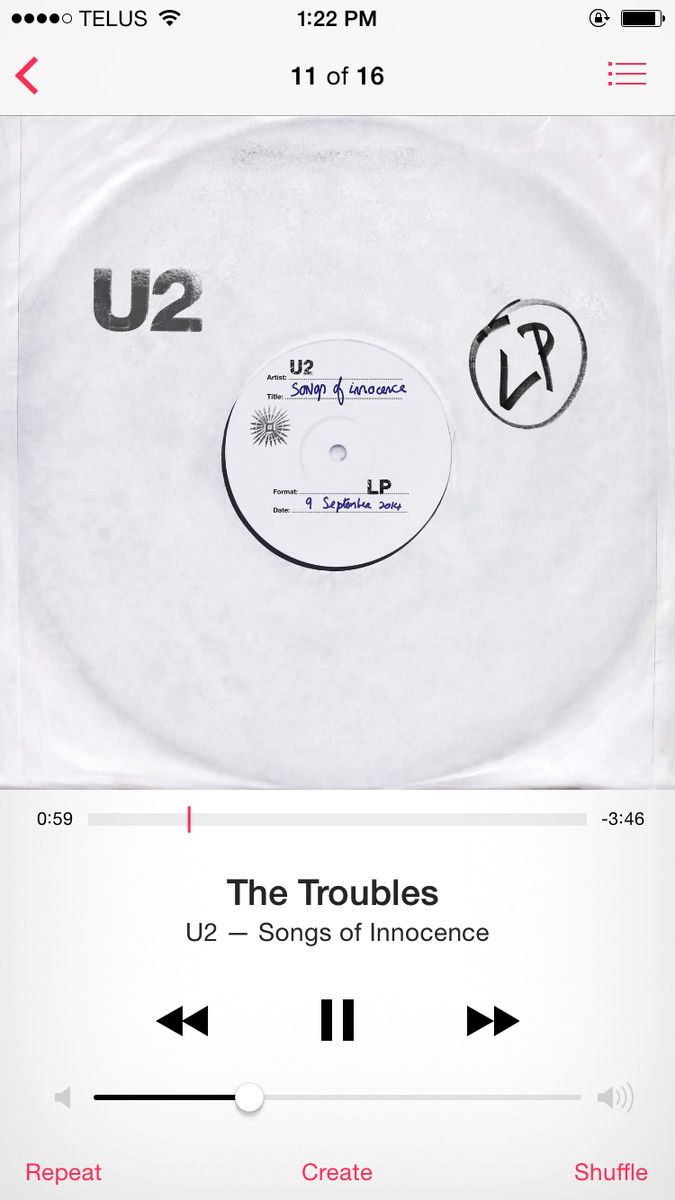 TELUS 1:22 PM
11 of 16
U2
LP
Artist: U2
Title: Songs of innocence
Format: LP
Date: 9 September 2014
0:59 -3:46
The Troubles
U2 — Songs of Innocence
Repeat Create Shuffle